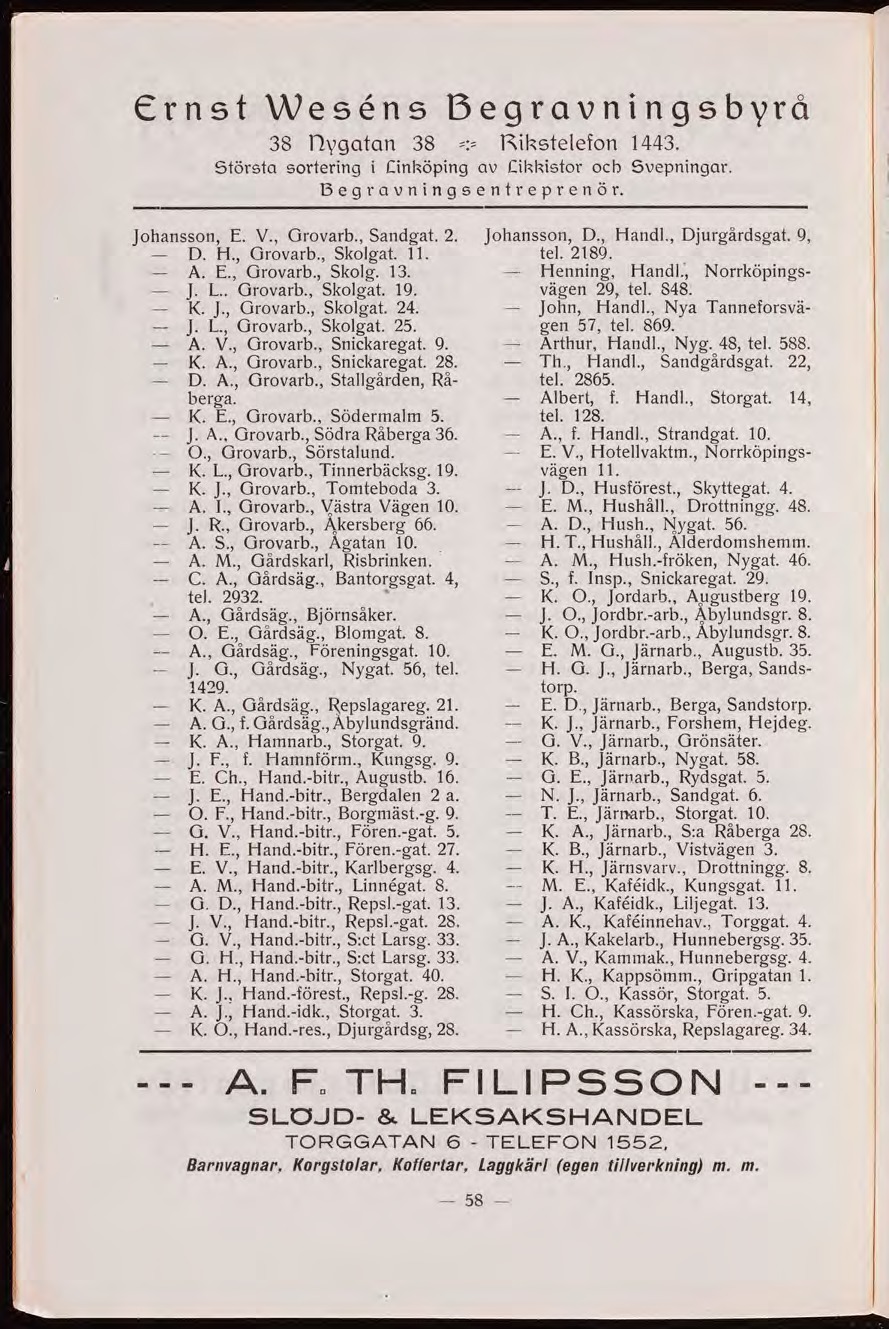 Ernst Weséns Begravningsbyrå
38 Nygatan 38 =:= Rikstelefon 1443.
Största sortering i Linköping av Likkistor och Svepningar.
Begravningsentreprenör.
Johansson, E. V., Grovarb., Sandgat. 2.
— D. H., Grovarb., Skolgat. 11.
— A. E., Grovarb., Skolg. 13.
— J. L.. Grovarb., Skolgat. 19.
— K. J., Grovarb., Skolgat. 24.
— J. L., Grovarb., Skolgat. 25.
— A. V., Grovarb., Snickaregat. 9.
— K. A., Grovarb., Snickaregat. 28.
— D. A., Grovarb., Stallgården, Rå-
berga.
— K. E., Grovarb., Södermalm 5.
— J. A., Grovarb., Södra Råberga 36.
— O., Grovarb., Sörstalund.
— K. L., Grovarb., Tinnerbäcksg. 19.
— K. J., Grovarb., Tomteboda 3.
— A. I., Grovarb., Västra Vägen 10.
— J. R., Grovarb., Åkersberg 66.
— A. S., Grovarb., Ågatan 10.
— A. M., Gårdskarl, Risbrinken.
— C. A., Gårdsäg., Bantorgsgat. 4,
tel. 2932.
— A., Gårdsäg., Björnsåker.
— O. E., Gårdsäg., Blomgat. 8.
— A., Gårdsäg., Föreningsgat. 10.
— J. G., Gårdsäg., Nygat. 56, tel.
1429.
— K. A., Gårdsäg., Repslagareg. 21.
— A. G., f. Gårdsäg., Åbylundsgränd.
— K. A., Hamnarb., Storgat. 9.
— J. F., f. Hamnförm., Kungsg. 9.
— E. Ch., Hand.-bitr., Augustb. 16.
— J. E., Hand.-bitr., Bergdalen 2 a.
— O. F., Hand.-bitr., Borgmäst.-g. 9.
— G. V., Hand.-bitr., Fören.-gat. 5.
— H. E., Hand.-bitr., Fören.-gat. 27.
— E. V., Hand.-bitr., Karlbergsg. 4.
— A. M., Hand.-bitr., Linnégat. 8.
— G. D., Hand.-bitr., Repsl.-gat. 13.
— J. V., Hand.-bitr., Repsl.-gat. 28.
— G. V., Hand.-bitr., S:ct Larsg. 33.
— G. H., Hand.-bitr., S:ct Larsg. 33.
— A. H., Hand.-bitr., Storgat. 40.
— K. J., Hand.-förest., Repsl.-g. 28.
— A. J., Hand.-idk., Storgat. 3.
— K. O., Hand.-res., Djurgårdsg, 28.
Johansson, D., Handl., Djurgårdsgat. 9,
tel. 2189.
— Henning, Handl., Norrköpings-
vägen 29, tel. 848.
— John, Handl., Nya Tanneforsvä-
gen 57, tel. 869.
— Arthur, Handl., Nyg. 48, tel. 588.
— Th., Handl., Sandgårdsgat. 22,
tel. 2865.
— Albert, f. Handl., Storgat. 14,
tel. 128.
— A., f. Handl., Strandgat. 10.
— E. V., Hotellvaktm., Norrköpings-
vägen 11.
— J. D., Husförest., Skyttegat. 4.
— E. M., Hushåll., Drottningg. 48.
— A. D., Hush., Nygat. 56.
— H. T., Hushåll., Ålderdomshemm.
— A. M., Hush.-fröken, Nygat. 46.
— S., f. Insp., Snickaregat. 29.
— K. O., Jordarb., Augustberg 19.
— J. O., Jordbr.-arb., Åbylundsgr. 8.
— K. O., Jordbr.-arb., Åbylundsgr. 8.
— E. M. G., Järnarb., Augustb. 35.
— H. G. J., Järnarb., Berga, Sands-
torp.
— E. D., Järnarb., Berga, Sandstorp.
— K. J., Järnarb., Forshem, Hejdeg.
— G. V., Järnarb., Grönsäter.
— K. B., Järnarb., Nygat. 58.
— G. E., Järnarb., Rydsgat. 5.
— N. J., Järnarb., Sandgat. 6.
— T. E., Järnarb., Storgat. 10.
— K. A., Järnarb., S:a Råberga 28.
— K. B., Järnarb., Vistvägen 3.
— K. H., Järnsvarv., Drottningg. 8.
— M. E., Kaféidk., Kungsgat. 11.
— J. A., Kaféidk., Liljegat. 13.
— A. K., Kaféinnehav., Torggat. 4.
— J. A., Kakelarb., Hunnebergsg. 35.
— A. V., Kammak., Hunnebergsg. 4.
— H. K., Kappsömm., Gripgatan 1.
— S. I. O., Kassör, Storgat. 5.
— H. Ch., Kassörska, Fören.-gat. 9.
— H. A., Kassörska, Repslagareg. 34.
--- A. F. TH. FILIPSSON ---
SLÖJD- & LEKSAKSHANDEL
TORGGATAN 6 - TELEFON 1552,
Barnvagnar, Korgstolar, Koffertar, Laggkärl (egen tillverkning) m. m.
— 58 —